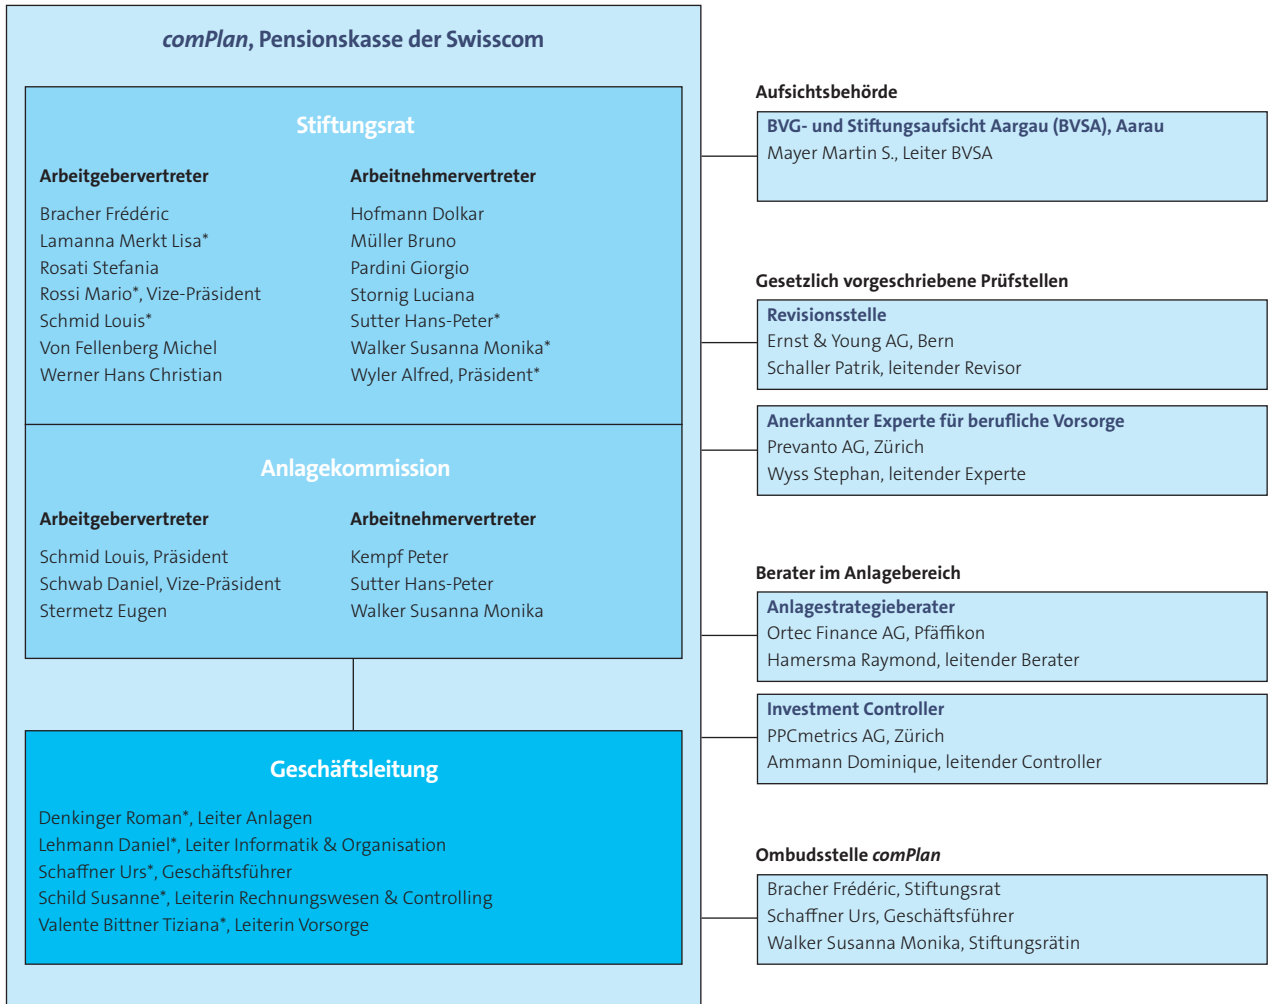 comPlan, Pensionskasse der Swisscom
Stiftungsrat
Arbeitgebervertreter
Bracher Frédéric
Lamanna Merkt Lisa*
Rosati Stefania
Rossi Mario*, Vize-Präsident
Schmid Louis*
Von Fellenberg Michel
Werner Hans Christian
Arbeitnehmervertreter
Hofmann Dolkar
Müller Bruno
Pardini Giorgio
Stornig Luciana
Sutter Hans-Peter*
Walker Susanna Monika*
Wyler Alfred, Präsident*
Anlagekommission
Arbeitgebervertreter
Schmid Louis, Präsident
Schwab Daniel, Vize-Präsident
Stermetz Eugen
Arbeitnehmervertreter
Kempf Peter
Sutter Hans-Peter
Walker Susanna Monika
Geschäftsleitung
Denkinger Roman*, Leiter Anlagen
Lehmann Daniel*, Leiter Informatik & Organisation
Schaffner Urs*, Geschäftsführer
Schild Susanne*, Leiterin Rechnungswesen & Controlling
Valente Bittner Tiziana*, Leiterin Vorsorge
Aufsichtsbehörde
BVG- und Stiftungsaufsicht Aargau (BVSA), Aarau
Mayer Martin S., Leiter BVSA
Gesetzlich vorgeschriebene Prüfstellen
Revisionsstelle
Ernst & Young AG, Bern
Schaller Patrik, leitender Revisor
Anerkannter Experte für berufliche Vorsorge
Prevanto AG, Zürich
Wyss Stephan, leitender Experte
Berater im Anlagebereich
Anlagestrategieberater
Ortec Finance AG, Pfäffikon
Hamersma Raymond, leitender Berater
Investment Controller
PPCmetrics AG, Zürich
Ammann Dominique, leitender Controller
Ombudsstelle comPlan
Bracher Frédéric, Stiftungsrat
Schaffner Urs, Geschäftsführer
Walker Susanna Monika, Stiftungsrätin